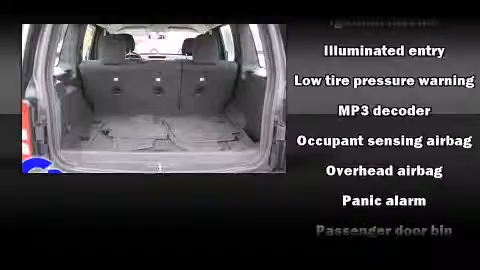 Illuminated entry
Low tire pressure warning
MP3 decoder
Occupant sensing airbag
Overhead airbag
Panic alarm
Passenger door bin